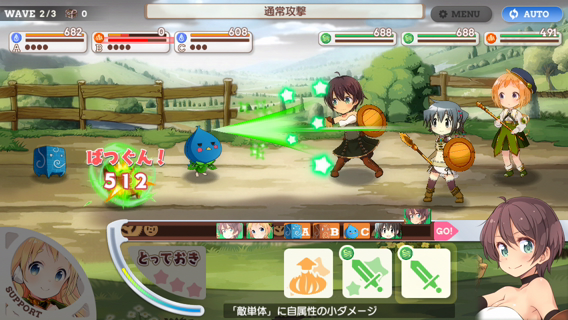 WAVE 2/3 0
通常攻撃
MENU
AUTO
682
A
0
B
608
C
688
688
491
ばつぐん!
512
A B C GO!
とっておき
SUPPORT
「敵単体」に自属性の小ダメージ